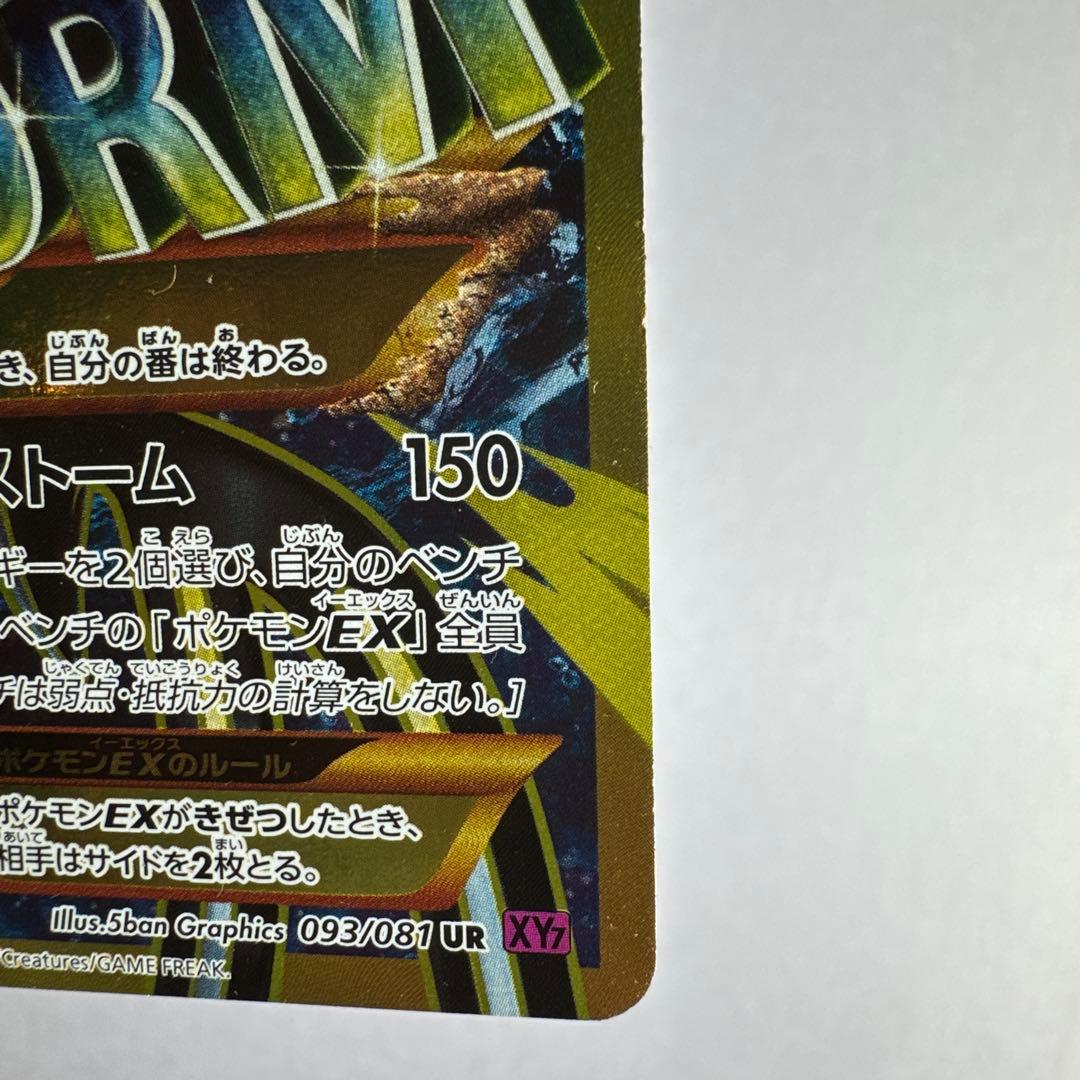 ORM
き、自分の番は終わる。
ストーム 150
ギーを2個選び、自分のベンチ
ベンチの「ポケモンEX」全員
チは弱点・抵抗力の計算をしない。]
ポケモンEXのルール
ポケモンEXがきぜつしたとき、
相手はサイドを2枚とる。
Illus.5ban Graphics 093/081 UR XY7
/Creatures/GAME FREAK.